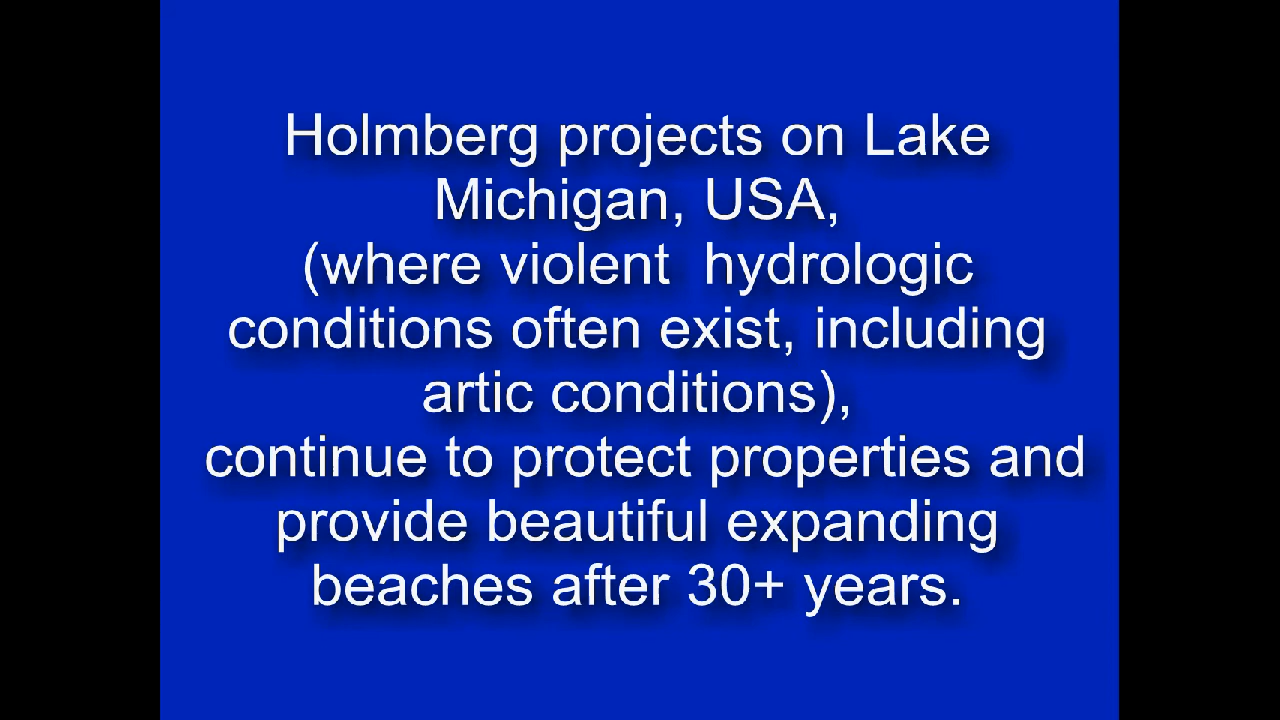 Holmberg projects on Lake
Michigan, USA,
(where violent  hydrologic
conditions often exist, including
artic conditions),
continue to protect properties and
provide beautiful expanding
beaches after 30+ years.